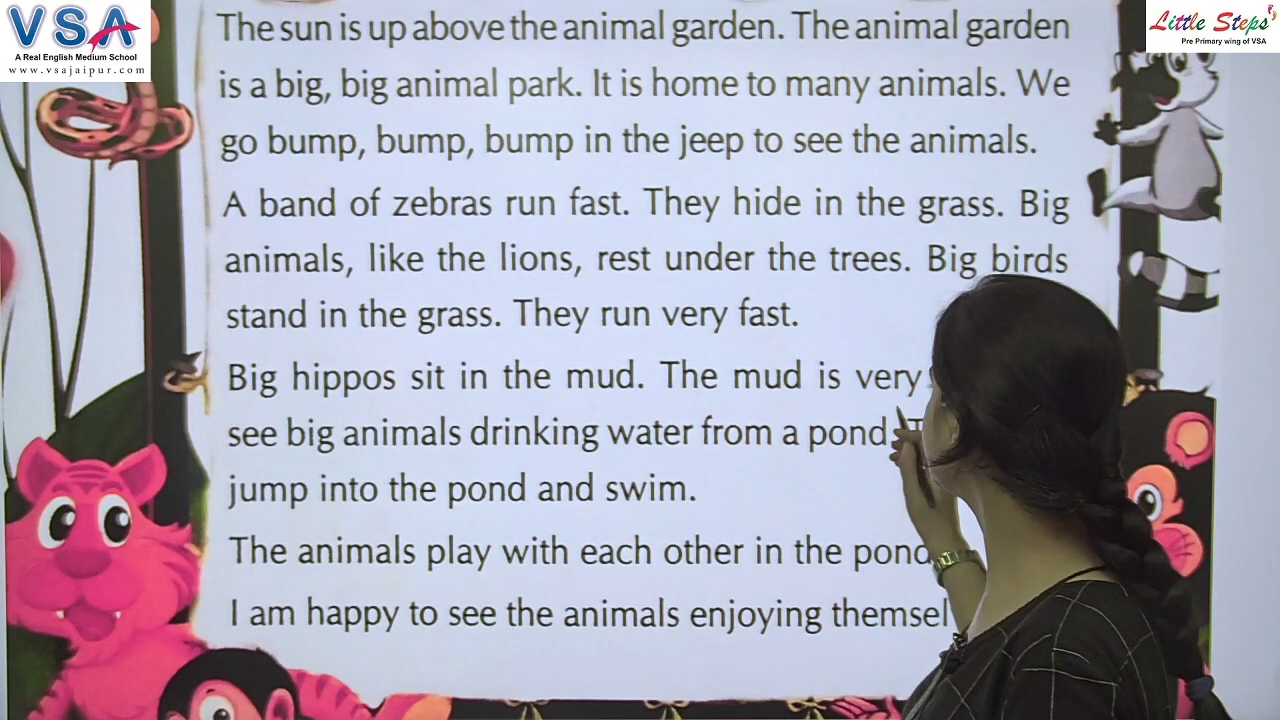 VSA
A Real English Medium School
www.vsajaipur.com
Little Steps
Pre Primary wing of VSA
The sun is up above the animal garden. The animal garden
is a big, big animal park. It is home to many animals. We
go bump, bump, bump in the jeep to see the animals.
A band of zebras run fast. They hide in the grass. Big
animals, like the lions, rest under the trees. Big birds
stand in the grass. They run very fast.
Big hippos sit in the mud. The mud is very
see big animals drinking water from a pond.
jump into the pond and swim.
The animals play with each other in the pond
I am happy to see the animals enjoying